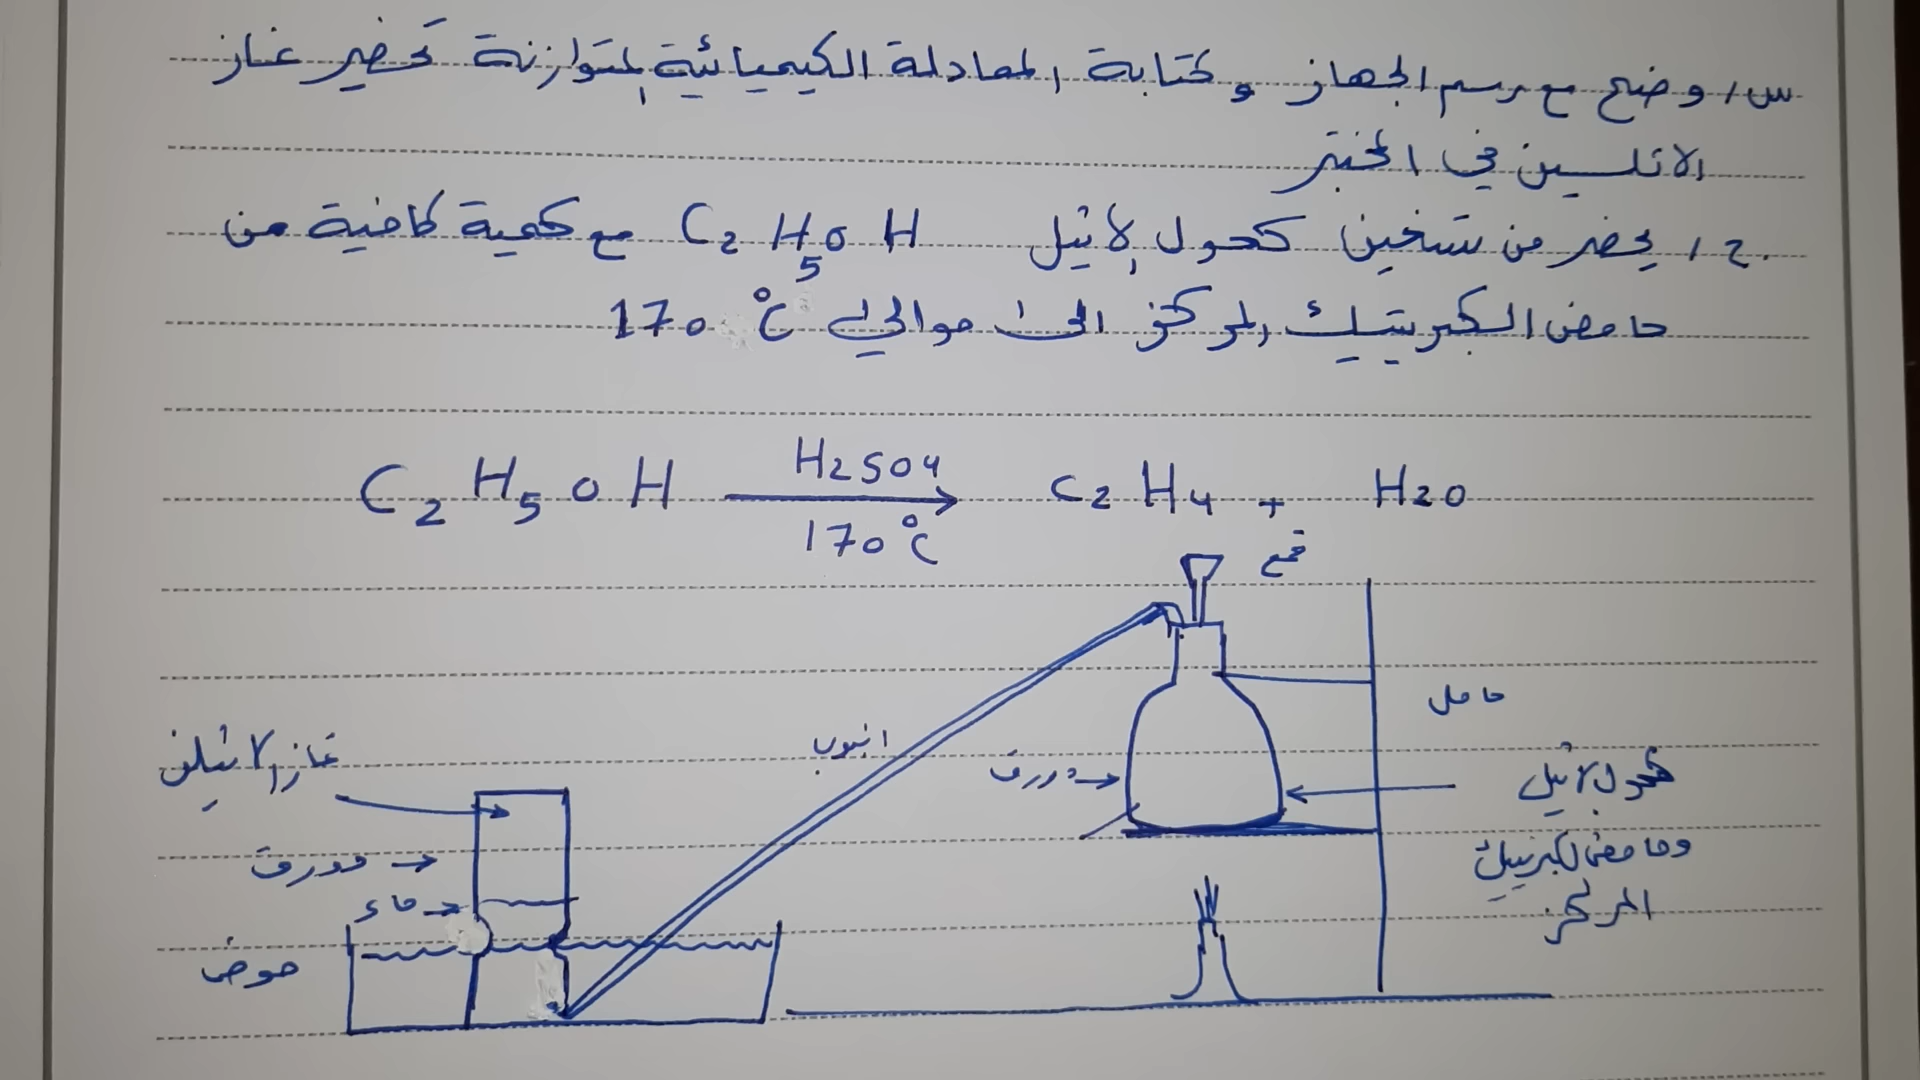 س/ وضح مع رسم الجهاز وكتابة المعادلة الكيميائية المتوازنة تحضير غاز
الاثلين في المختبر
ج/ يحضر من تسخين كحول الاثيل C2H5OH مع كمية كافية من
حامض الكبريتيك المركز الى حوالي 170 °C
C2H5OH H2SO4 170°C C2H4 + H2O
قمع
حامل
انبوب
غاز الاثيلين
دورق
كحول الاثيل
وحامض الكبريتيك
المركز
دورق
ماء
حوض